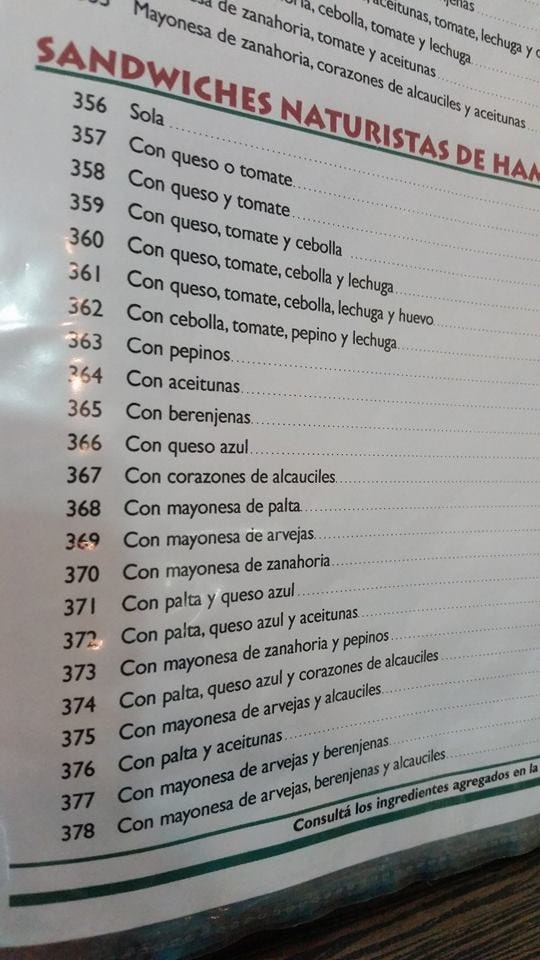 jenas
ría, aceitunas, tomate, lechuga y
cebolla, tomate y lechuga
de zanahoria, tomate y aceitunas
Mayonesa de zanahoria, corazones de alcauciles y aceitunas
SANDWICHES NATURISTAS DE HAM
356 Sola
357 Con queso o tomate
358 Con queso y tomate
359 Con queso, tomate y cebolla
360 Con queso, tomate, cebolla y lechuga
361 Con queso, tomate, cebolla, lechuga y huevo
362 Con cebolla, tomate, pepino y lechuga
363 Con pepinos
364 Con aceitunas
365 Con berenjenas
366 Con queso azul
367 Con corazones de alcauciles
368 Con mayonesa de palta
369 Con mayonesa de arvejas
370 Con mayonesa de zanahoria
371 Con palta y queso azul
372 Con palta, queso azul y aceitunas
373 Con mayonesa de zanahoria y pepinos
374 Con palta, queso azul y corazones de alcauciles
375 Con mayonesa de arvejas y alcauciles
376 Con palta y aceitunas
377 Con mayonesa de arvejas y berenjenas
378 Con mayonesa de arvejas, berenjenas y alcauciles
Consultá los ingredientes agregados en la